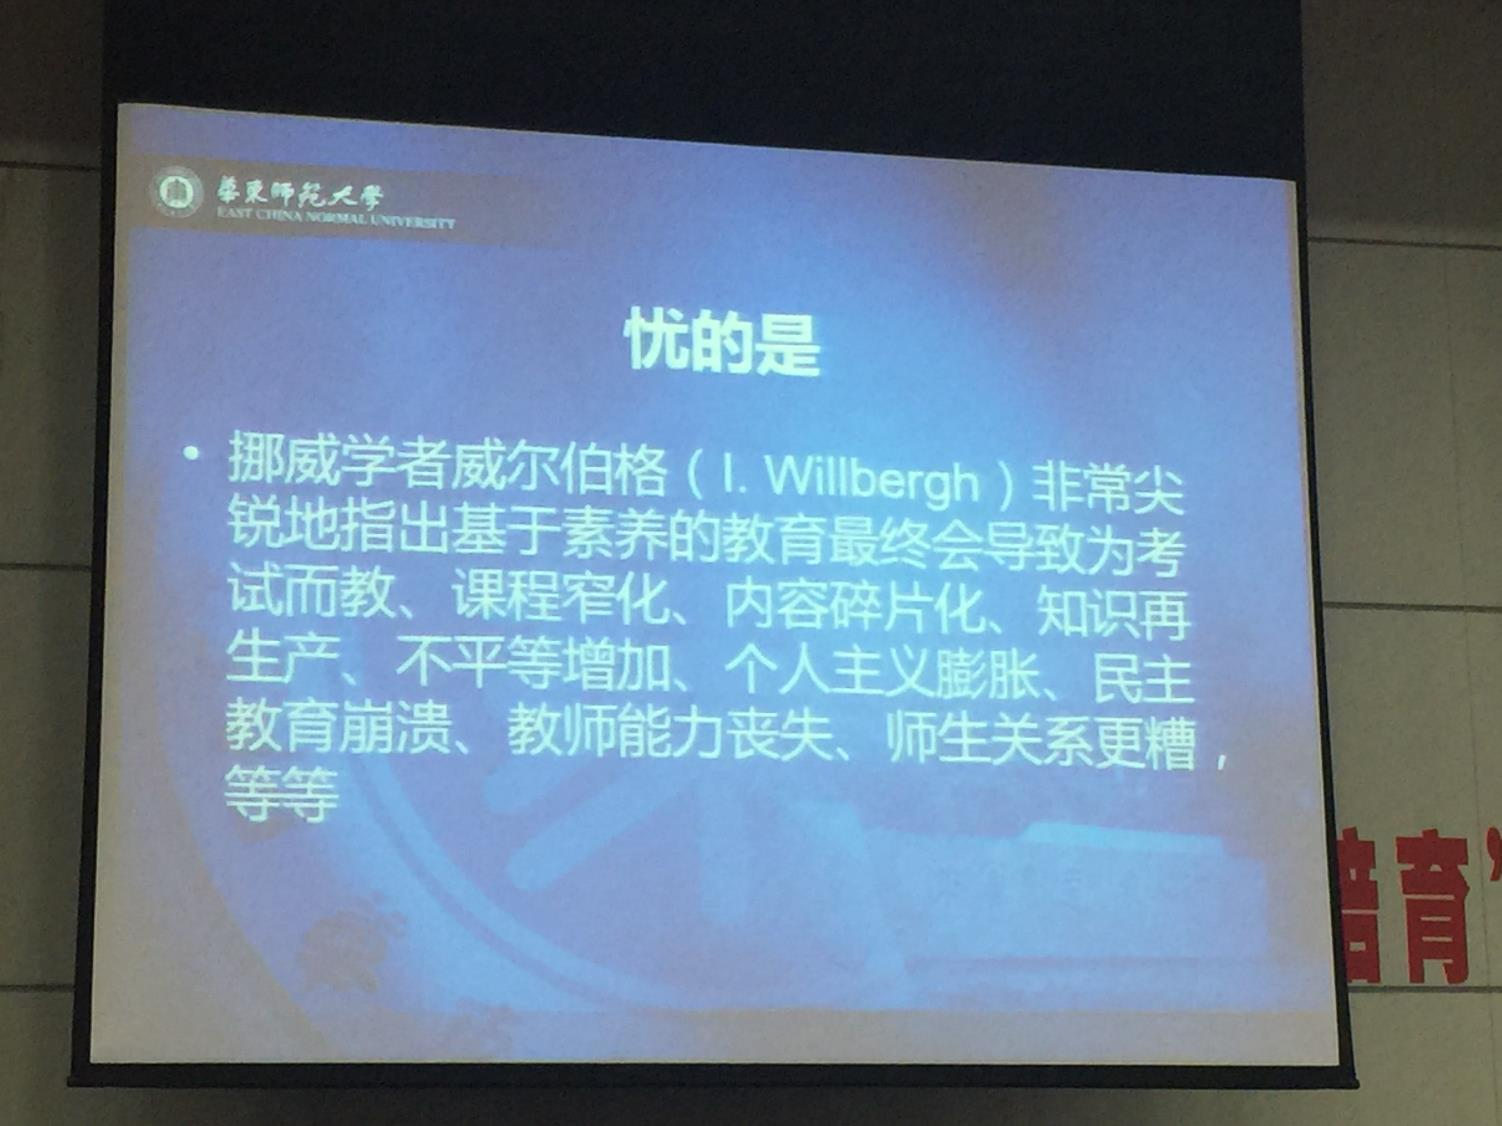 華東師範大學
EAST CHINA NORMAL UNIVERSITY
忧的是
• 挪威学者威尔伯格（I. Willbergh）非常尖
锐地指出基于素养的教育最终会导致为考
试而教、课程窄化、内容碎片化、知识再
生产、不平等增加、个人主义膨胀、民主
教育崩溃、教师能力丧失、师生关系更糟，
等等
培育”